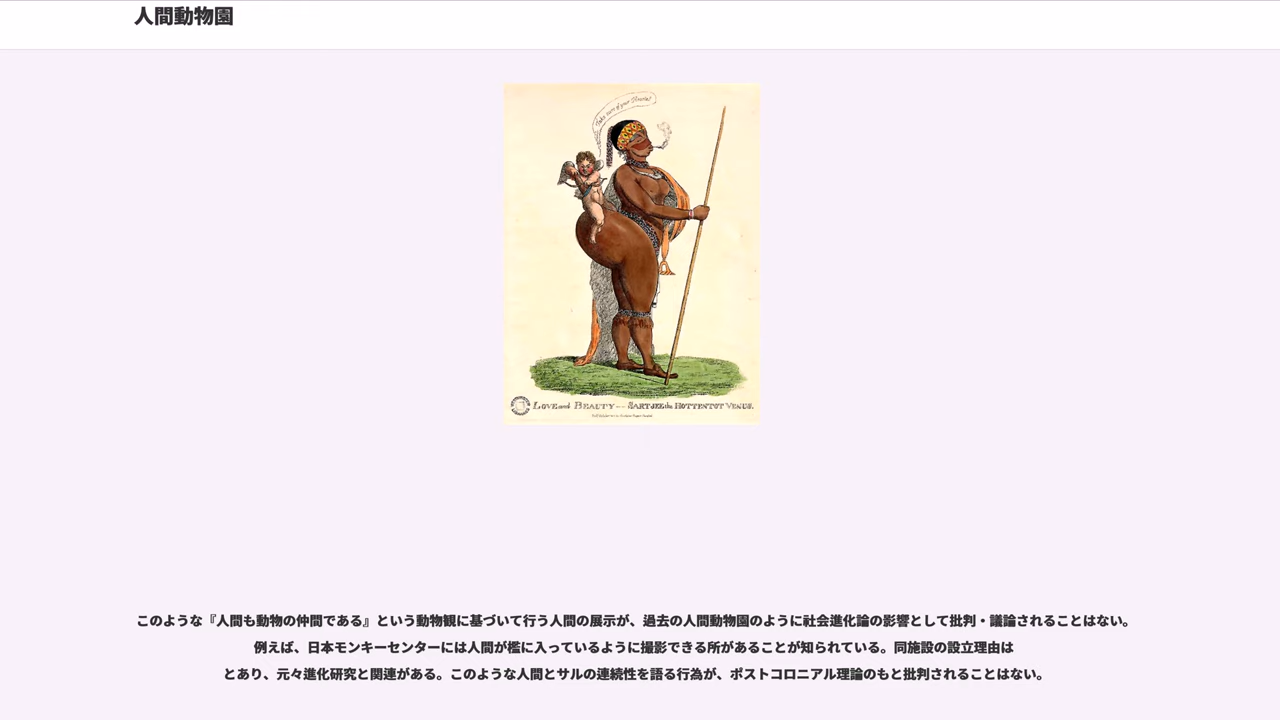 人間動物園
Take care of your Hearts!
LOVE and BEAUTY -- SARTJEE the HOTTENTOT VENUS.
このような『人間も動物の仲間である』という動物観に基づいて行う人間の展示が、過去の人間動物園のように社会進化論の影響として批判・議論されることはない。
例えば、日本モンキーセンターには人間が檻に入っているように撮影できる所があることが知られている。同施設の設立理由は
とあり、元々進化研究と関連がある。このような人間とサルの連続性を語る行為が、ポストコロニアル理論のもと批判されることはない。